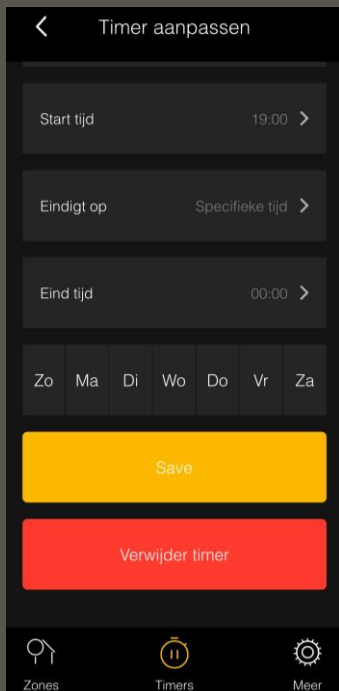 Timer aanpassen
Start tijd 19:00
Eindigt op Specifieke tijd
Eind tijd 00:00
Zo Ma Di Wo Do Vr Za
Save
Verwijder timer
Zones Timers Meer